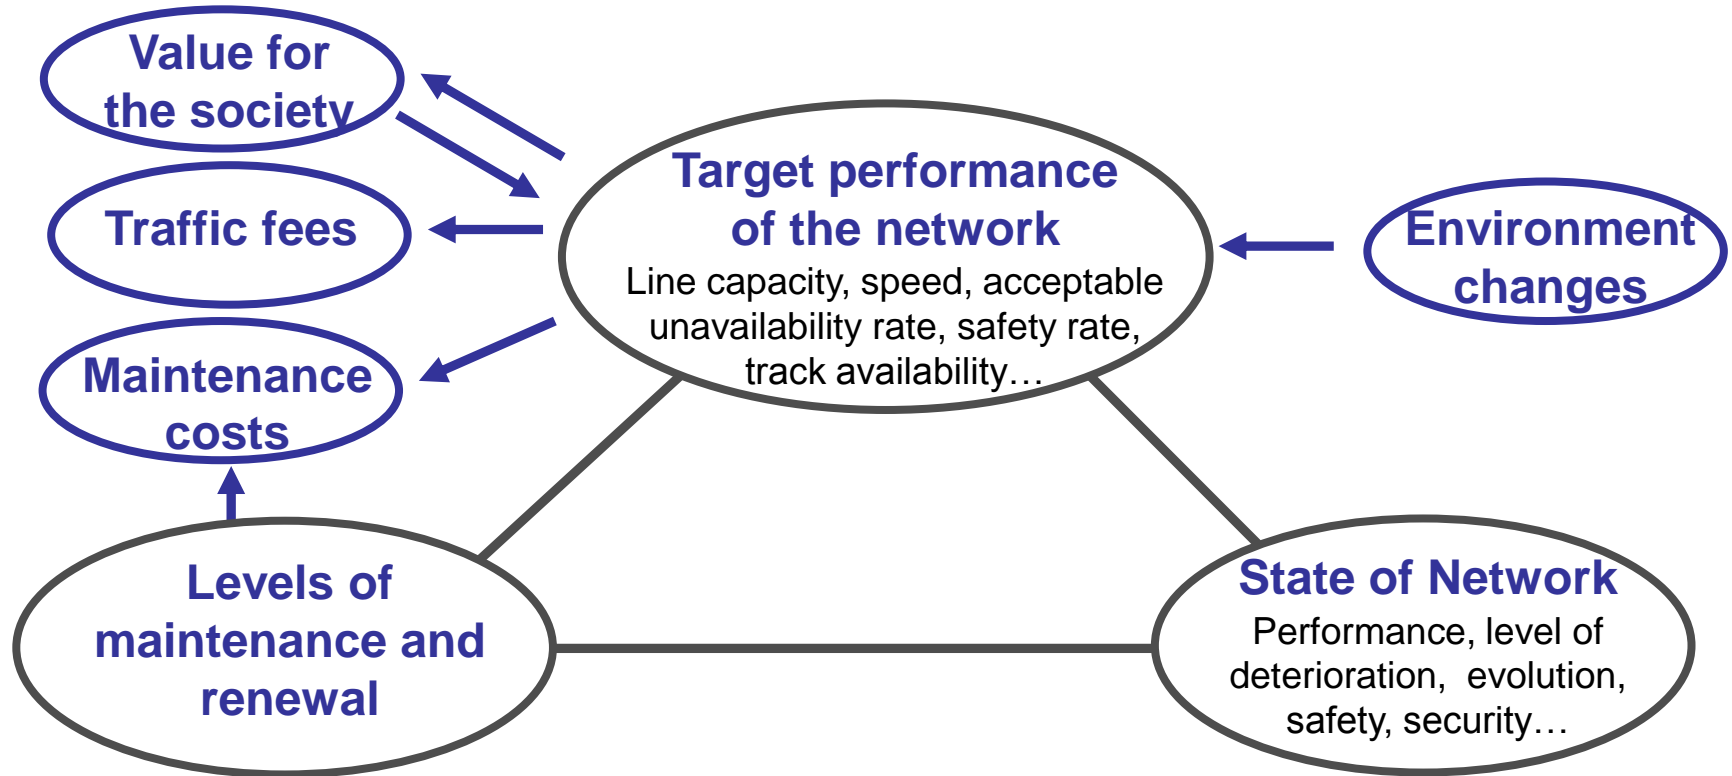 Value for
the society
Traffic fees
Maintenance
costs
Target performance
of the network
Line capacity, speed, acceptable
unavailability rate, safety rate,
track availability…
Environment
changes
Levels of
maintenance and
renewal
State of Network
Performance, level of
deterioration, evolution,
safety, security…